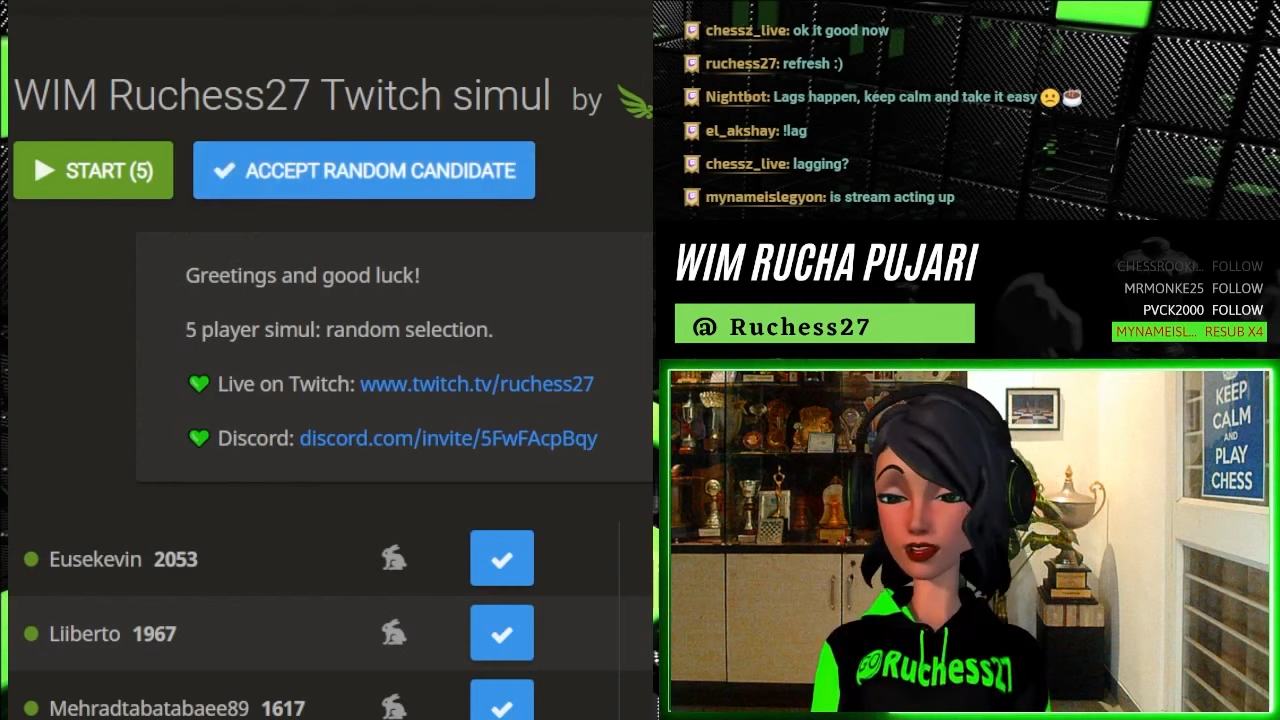 WIM Ruchess27 Twitch simul by
START (5)
ACCEPT RANDOM CANDIDATE
Greetings and good luck!
5 player simul: random selection.
Live on Twitch: www.twitch.tv/ruchess27
Discord: discord.com/invite/5FwFAcpBqy
Eusekevin 2053
Liiberto 1967
Mehradtabatabaee89 1617
chessz_live: ok it good now
ruchess27: refresh :)
Nightbot: Lags happen, keep calm and take it easy
el_akshay: !lag
chessz_live: lagging?
mynameislegyon: is stream acting up
WIM RUCHA PUJARI
@ Ruchess27
CHESSROOKI... FOLLOW
MRMONKE25 FOLLOW
PVCK2000 FOLLOW
MYNAMEISL... RESUB X4
KEEP
CALM
AND
PLAY
CHESS
Ruchess27